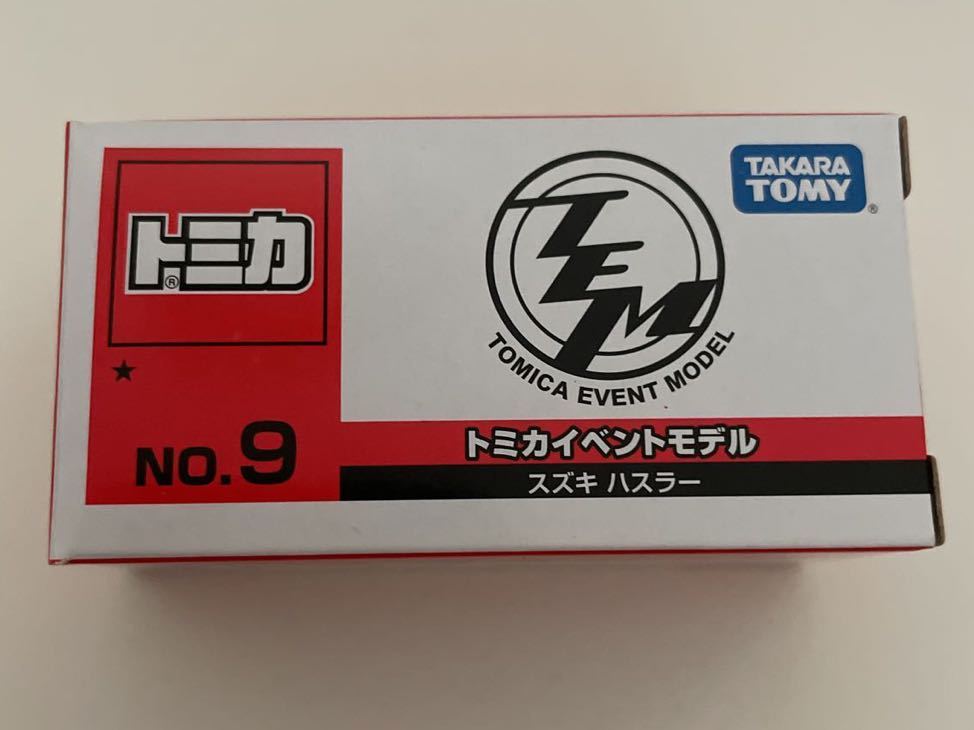 トミカ®
★
NO.9
TEM
TOMICA EVENT MODEL
TAKARA
TOMY®
トミカイベントモデル
スズキ ハスラー